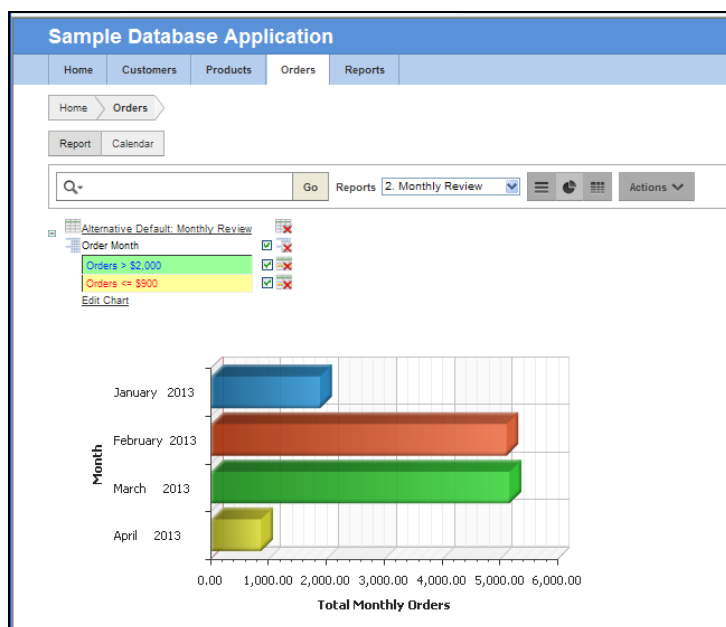 Sample Database Application
Home Customers Products Orders Reports
Home Orders
Report Calendar
Go Reports 2. Monthly Review Actions
Alternative Default: Monthly Review
Order Month
Orders > $2,000
Orders <= $900
Edit Chart
January 2013
February 2013
March 2013
April 2013
Month
0.00 1,000.00 2,000.00 3,000.00 4,000.00 5,000.00 6,000.00
Total Monthly Orders